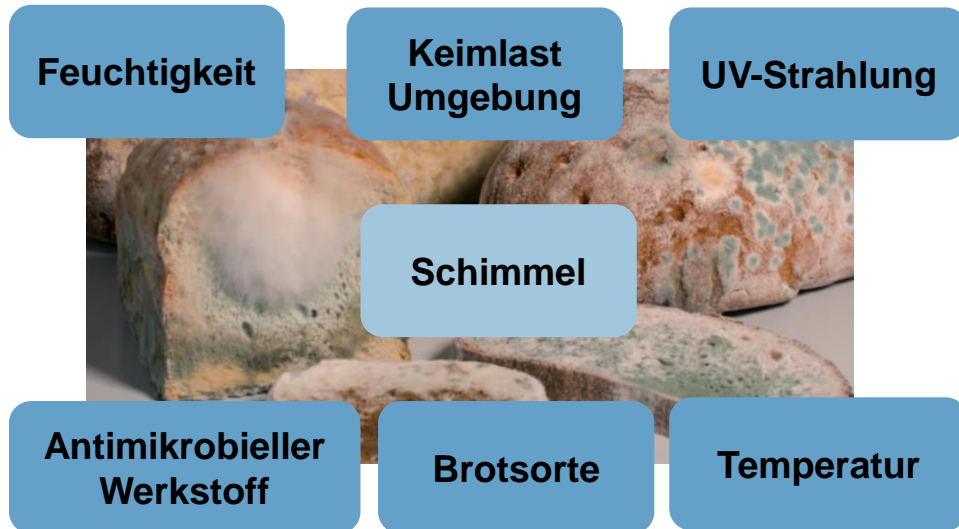 Feuchtigkeit
Keimlast
Umgebung
UV-Strahlung
Schimmel
Antimikrobieller
Werkstoff
Brotsorte
Temperatur